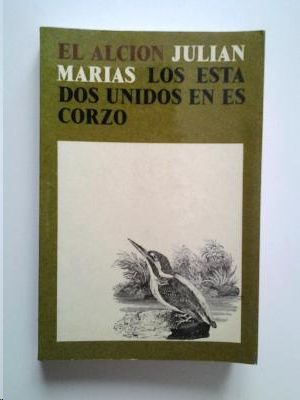 EL ALCION JULIAN
MARIAS LOS ESTA
DOS UNIDOS EN ES
CORZO